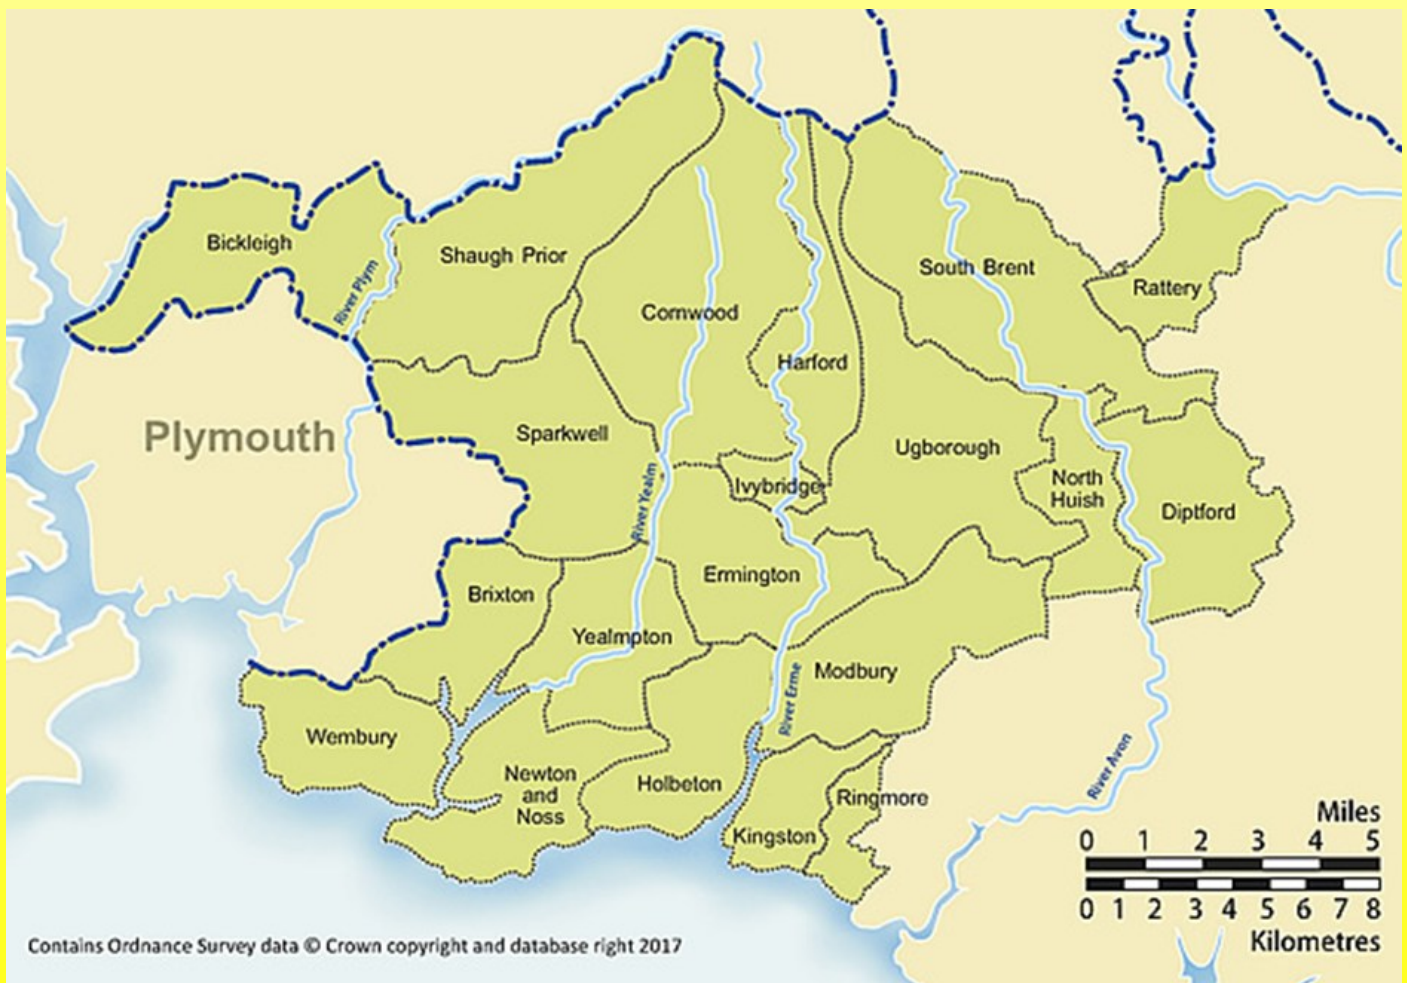 Bickleigh
River Plym
Shaugh Prior
Cornwood
Harford
South Brent
Rattery
Plymouth
Sparkwell
River Yealm
Ivybridge
Ugborough
North
Huish
Diptford
Brixton
Ermington
Yealmpton
Modbury
River Erme
Wembury
Newton
and
Noss
Holbeton
Ringmore
Kingston
River Avon
Miles
0 1 2 3 4 5
0 1 2 3 4 5 6 7 8
Kilometres
Contains Ordnance Survey data © Crown copyright and database right 2017